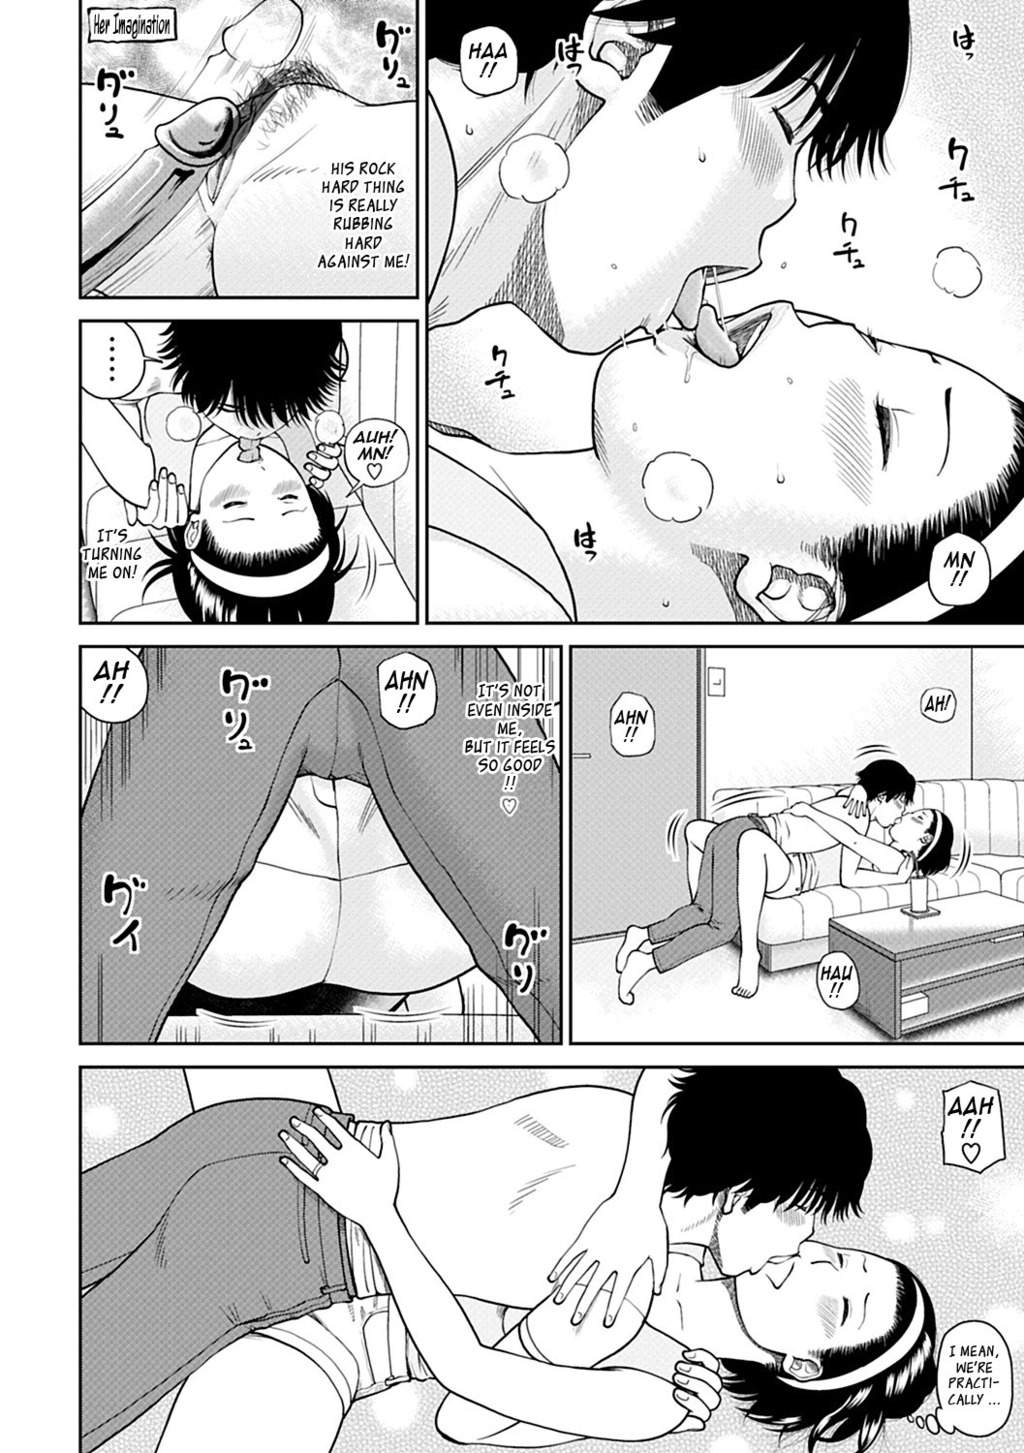 はっ
HAA
!!
はっ
クチュ
クチュ
クチュ
はっ
MN
!!
Her Imagination
グリュ
グリュ
HIS ROCK
HARD THING
IS REALLY
RUBBING
HARD
AGAINST ME!
.....
AUH!
MN!
♡
IT'S
TURNING
ME ON!
AH!
AHN
!!
HAU
!!
AH
!!
AHN
!!
グリュ
IT'S NOT
EVEN INSIDE
ME,
BUT IT FEELS
SO GOOD
!!
♡
グイ
グリ
AAH
!!
♡
I MEAN,
WE'RE
PRACTI-
CALLY ...